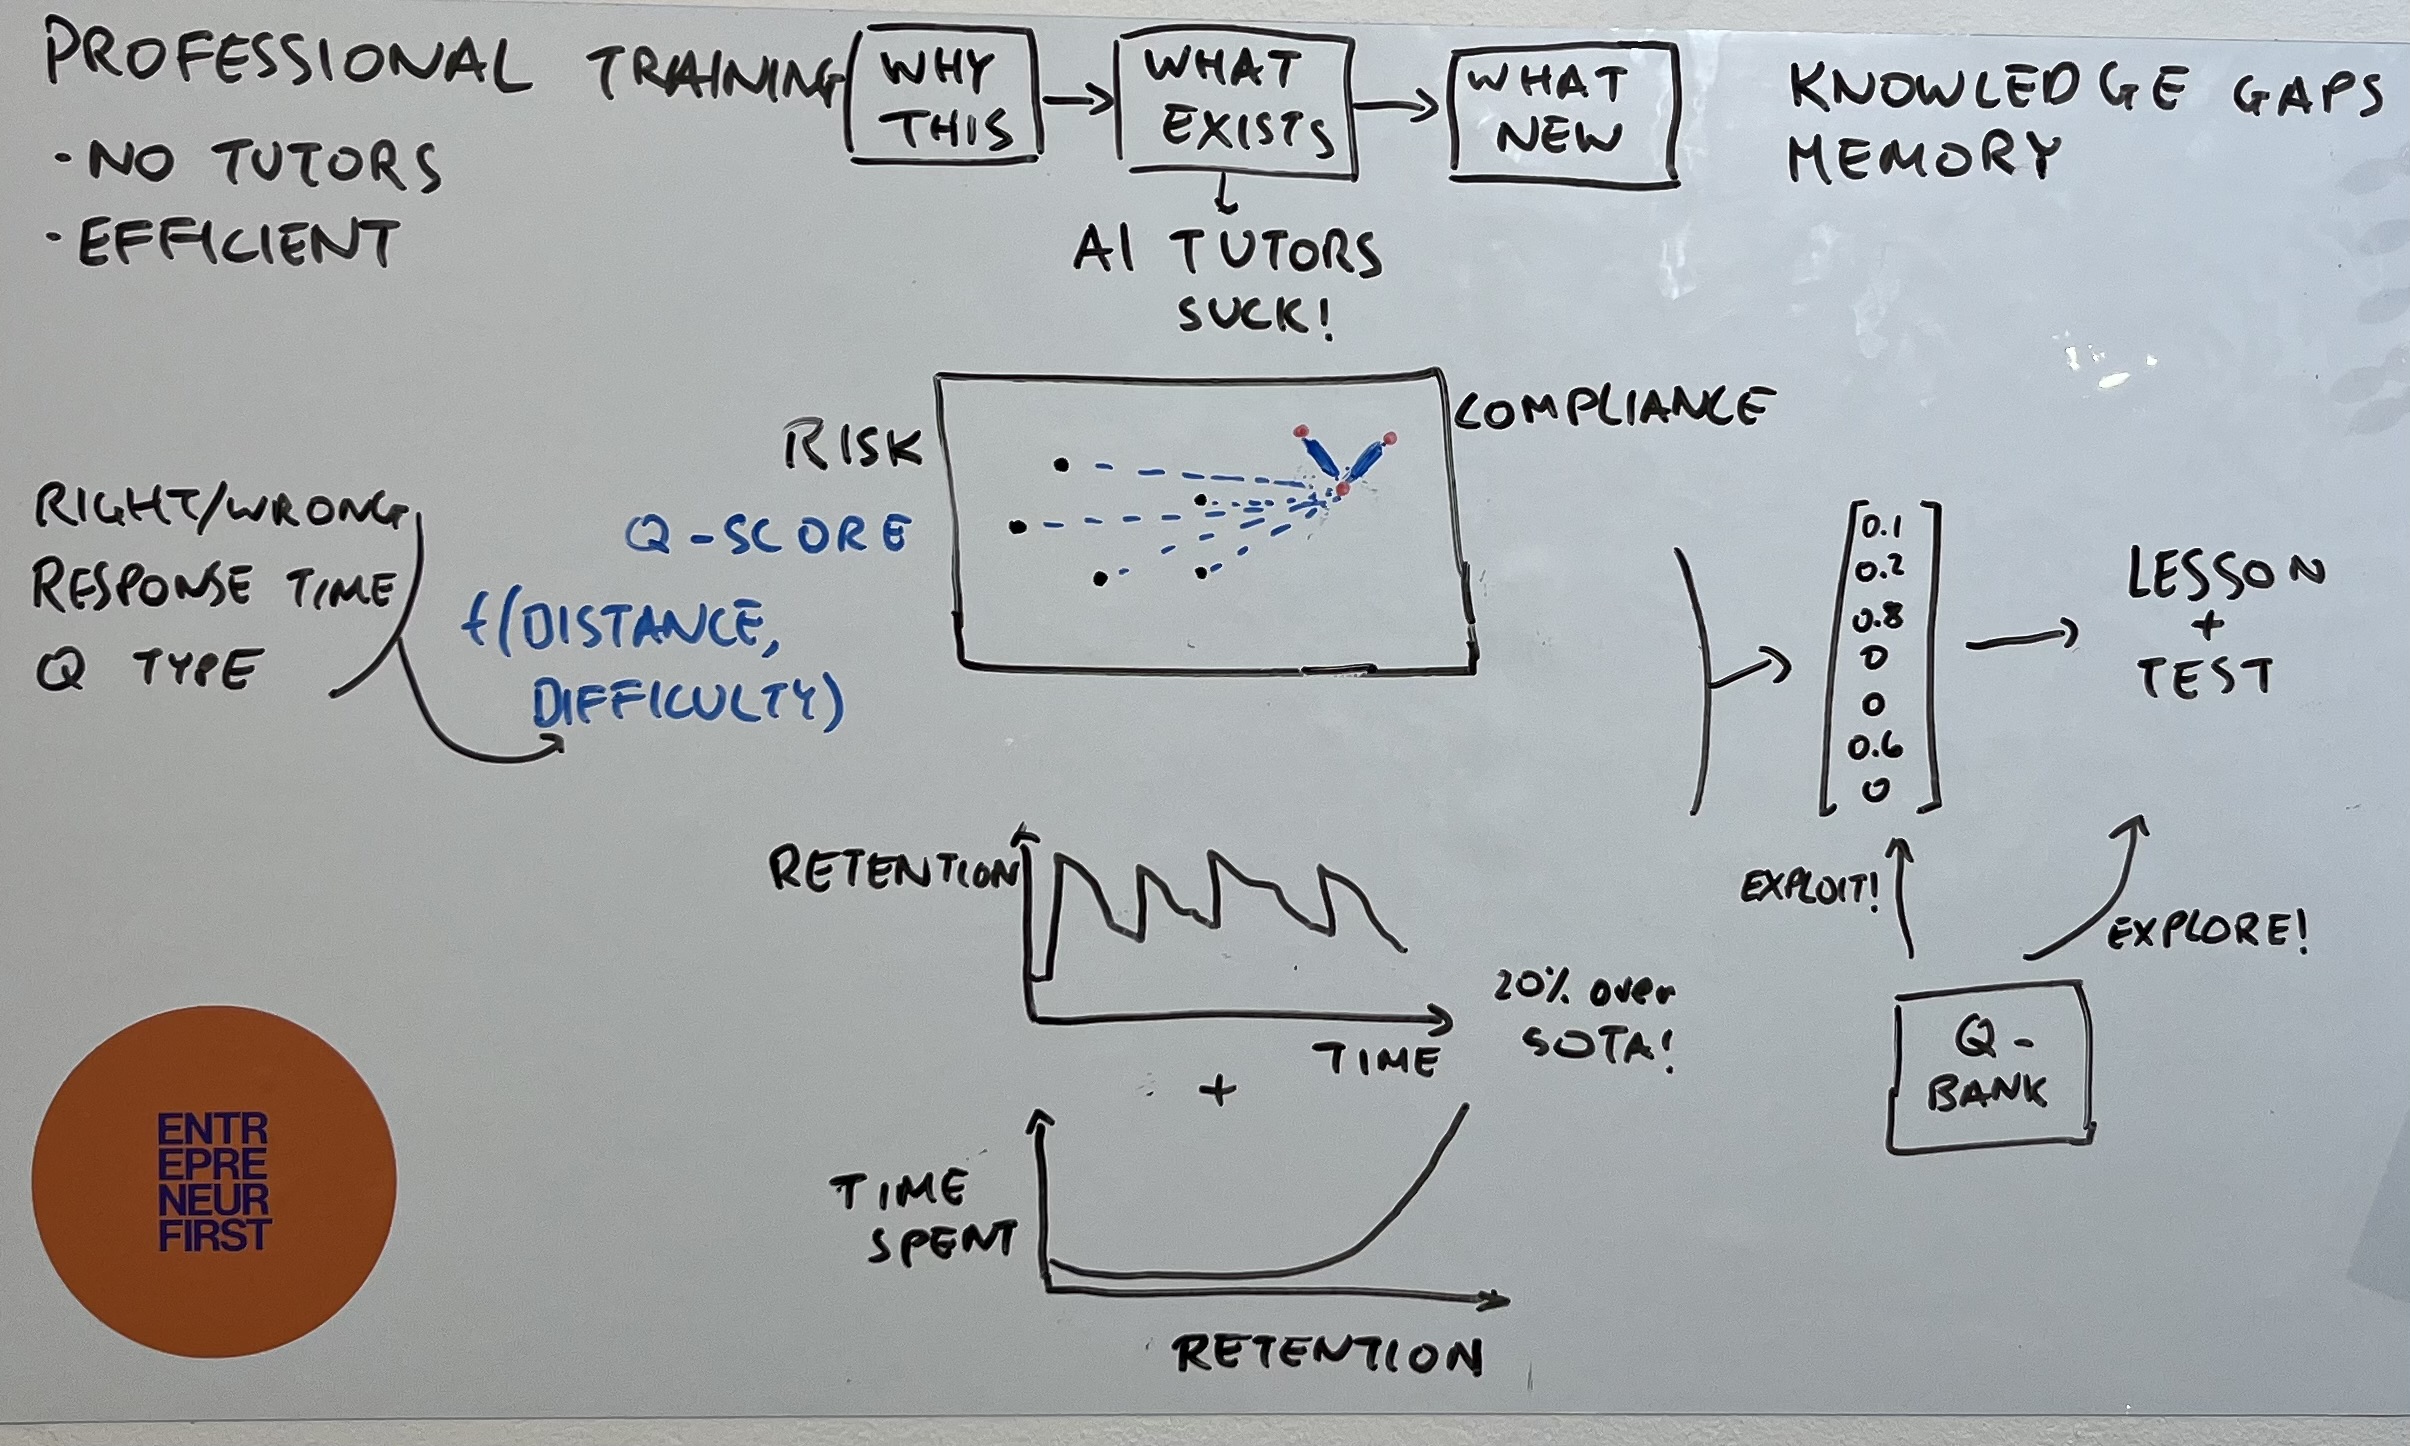 PROFESSIONAL TRAINING
· NO TUTORS
· EFFICIENT
WHY
THIS
WHAT
EXISTS
WHAT
NEW
KNOWLEDGE GAPS
MEMORY
AI TUTORS
SUCK!
RISK
COMPLIANCE
Q-SCORE
f(DISTANCE,
DIFFICULTY)
RIGHT/WRONG
RESPONSE TIME
Q TYPE
0.1
0.2
0.8
0
0
0.6
0
LESSON
+
TEST
EXPLOIT!
EXPLORE!
Q-
BANK
RETENTION
TIME
20% over
SOTA!
+
TIME
SPENT
RETENTION
ENTR
EPRE
NEUR
FIRST